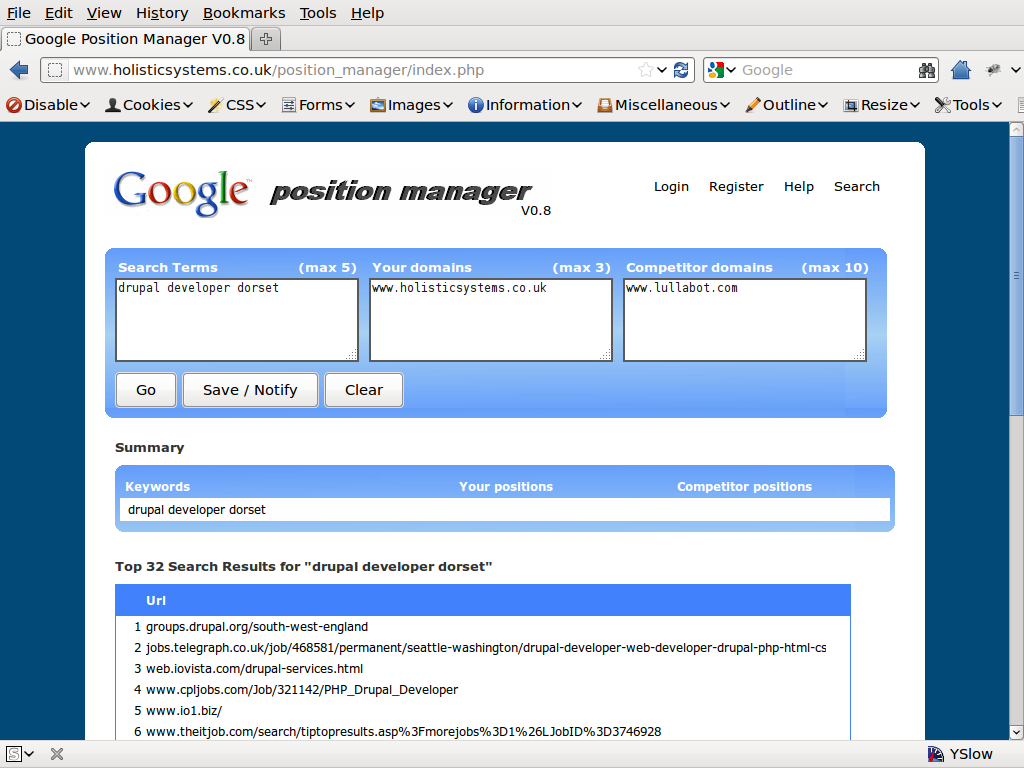 File Edit View History Bookmarks Tools Help
Google Position Manager V0.8
www.holisticsystems.co.uk/position_manager/index.php Google
Disable Cookies CSS Forms Images Information Miscellaneous Outline Resize Tools
Google™ position manager V0.8
Login Register Help Search
Search Terms (max 5) Your domains (max 3) Competitor domains (max 10)
drupal developer dorset www.holisticsystems.co.uk www.lullabot.com
Go Save / Notify Clear
Summary
Keywords Your positions Competitor positions
drupal developer dorset
Top 32 Search Results for "drupal developer dorset"
Url
1 groups.drupal.org/south-west-england
2 jobs.telegraph.co.uk/job/468581/permanent/seattle-washington/drupal-developer-web-developer-drupal-php-html-cs
3 web.iovista.com/drupal-services.html
4 www.cpljobs.com/Job/321142/PHP_Drupal_Developer
5 www.io1.biz/
6 www.theitjob.com/search/tiptopresults.asp%3Fmorejobs%3D1%26LJobID%3D3746928
S YSlow